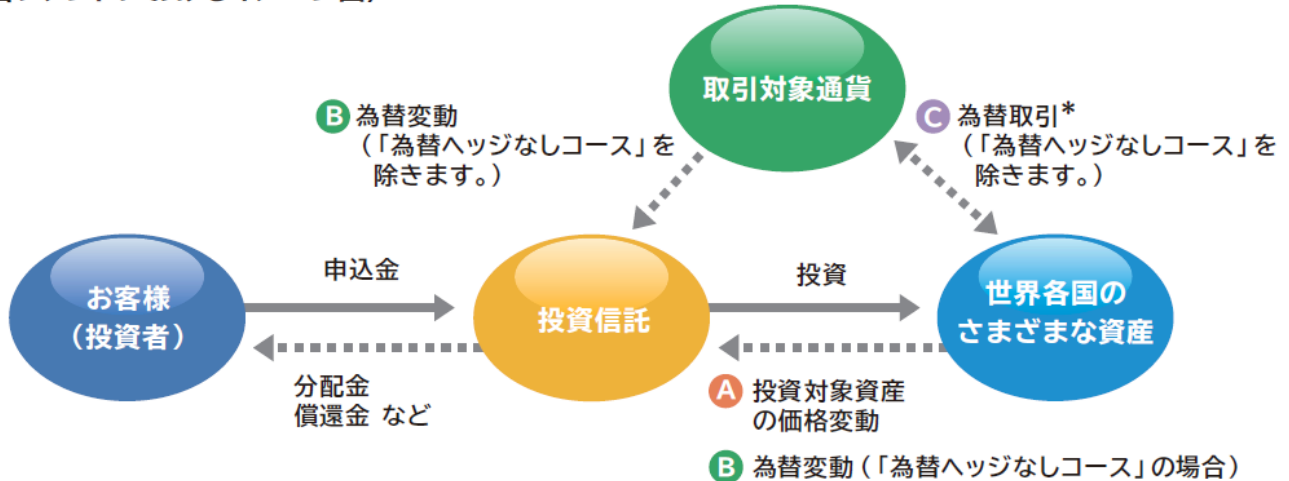 取引対象通貨
B 為替変動
（「為替ヘッジなしコース」を
除きます。）
C 為替取引*
（「為替ヘッジなしコース」を
除きます。）
お客様
（投資者）
申込金
投資信託
投資
世界各国の
さまざまな資産
分配金
償還金 など
A 投資対象資産
の価格変動
B 為替変動（「為替ヘッジなしコース」の場合）